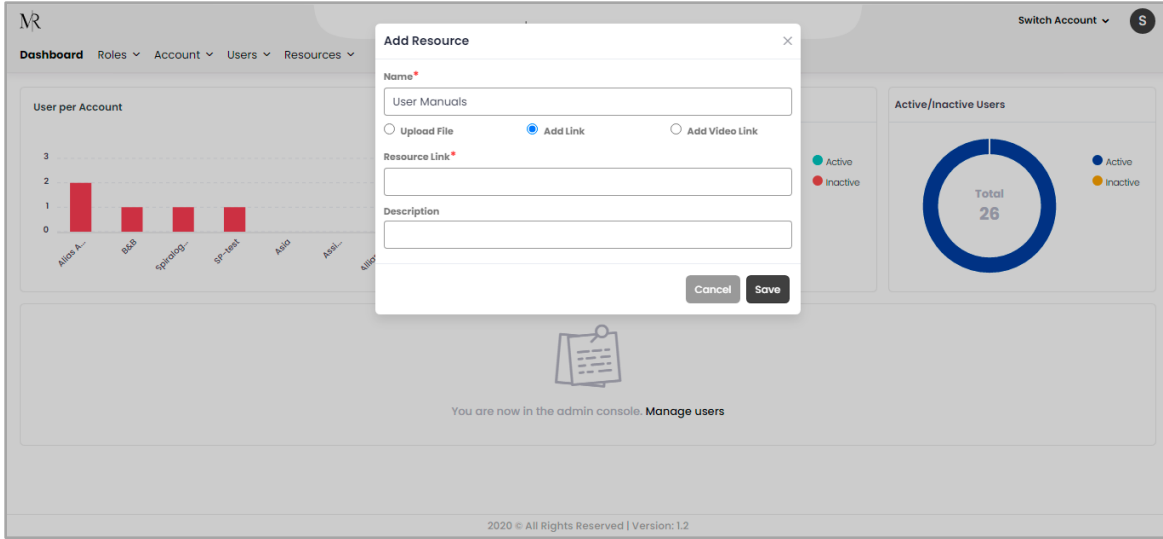 MR
Switch Account
S
Dashboard Roles Account Users Resources
Add Resource
Name*
User Manuals
Upload File Add Link Add Video Link
Resource Link*
Description
Cancel Save
User per Account
3
2
1
0
Alias A...
B&B
Spiralog...
SP-test
Asia
Assi...
Active
Inactive
Active/Inactive Users
Total
26
Active
Inactive
You are now in the admin console. Manage users
2020 © All Rights Reserved | Version: 1.2